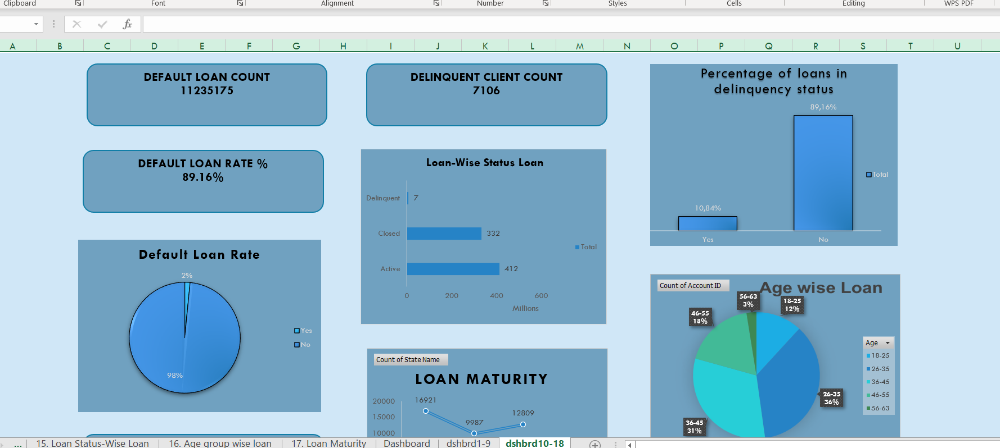 Clipboard
Font
Alignment
Number
Styles
Cells
Editing
WPS PDF
fx
A B C D E F G H I J K L M N O P Q R S T U
DEFAULT LOAN COUNT
11235175
DELINQUENT CLIENT COUNT
7106
Percentage of loans in
delinquency status
89,16%
10,84%
Yes
No
Total
DEFAULT LOAN RATE %
89.16%
Loan-Wise Status Loan
Delinquent
7
Closed
332
Active
412
Total
0 200 400 600
Millions
Default Loan Rate
2%
98%
Yes
No
Count of State Name
LOAN MATURITY
20000
15000
10000
16921
9987
12809
Count of Account ID
Age wise Loan
56-63
3%
18-25
12%
46-55
18%
26-35
36%
36-45
31%
Age
18-25
26-35
36-45
46-55
56-63
... 15. Loan Status-Wise Loan 16. Age group wise loan 17. Loan Maturity Dashboard dshbrd1-9 dshbrd10-18